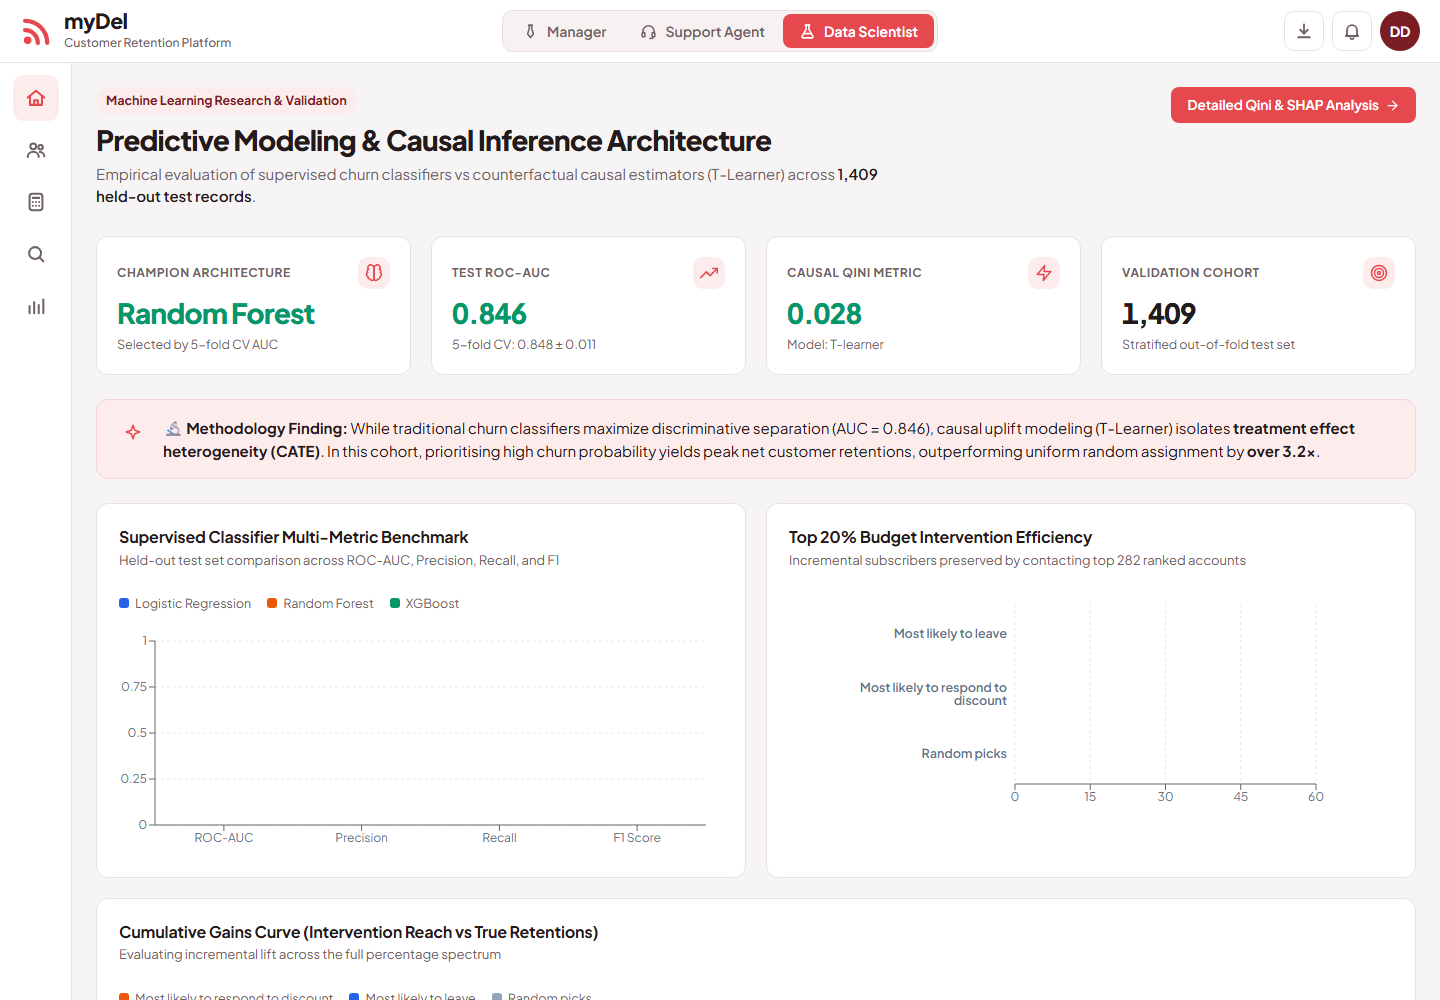 myDel
Customer Retention Platform
Manager
Support Agent
Data Scientist
DD
Machine Learning Research & Validation
Detailed Qini & SHAP Analysis →
Predictive Modeling & Causal Inference Architecture
Empirical evaluation of supervised churn classifiers vs counterfactual causal estimators (T-Learner) across 1,409
held-out test records.
CHAMPION ARCHITECTURE
Random Forest
Selected by 5-fold CV AUC
TEST ROC-AUC
0.846
5-fold CV: 0.848 ± 0.011
CAUSAL QINI METRIC
0.028
Model: T-learner
VALIDATION COHORT
1,409
Stratified out-of-fold test set
🔬 Methodology Finding: While traditional churn classifiers maximize discriminative separation (AUC = 0.846), causal uplift modeling (T-Learner) isolates treatment effect
heterogeneity (CATE). In this cohort, prioritising high churn probability yields peak net customer retentions, outperforming uniform random assignment by over 3.2×.
Supervised Classifier Multi-Metric Benchmark
Held-out test set comparison across ROC-AUC, Precision, Recall, and F1
Logistic Regression
Random Forest
XGBoost
1
0.75
0.5
0.25
0
ROC-AUC
Precision
Recall
F1 Score
Top 20% Budget Intervention Efficiency
Incremental subscribers preserved by contacting top 282 ranked accounts
Most likely to leave
Most likely to respond to
discount
Random picks
0
15
30
45
60
Cumulative Gains Curve (Intervention Reach vs True Retentions)
Evaluating incremental lift across the full percentage spectrum
Most likely to respond to discount
Most likely to leave
Random picks